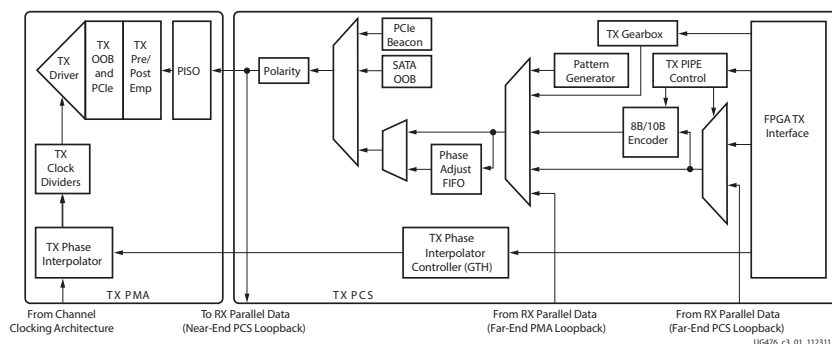 TX
Driver
TX
OOB
and
PCIe
TX
Pre/
Post
Emp
PISO
Polarity
PCIe
Beacon
SATA
OOB
Pattern
Generator
TX Gearbox
TX PIPE
Control
FPGA TX
Interface
8B/10B
Encoder
Phase
Adjust
FIFO
TX
Clock
Dividers
TX Phase
Interpolator
TX Phase
Interpolator
Controller (GTH)
TX PMA
TX PCS
From Channel
Clocking Architecture
To RX Parallel Data
(Near-End PCS Loopback)
From RX Parallel Data
(Far-End PMA Loopback)
From RX Parallel Data
(Far-End PCS Loopback)
UG476_c3_01_112311